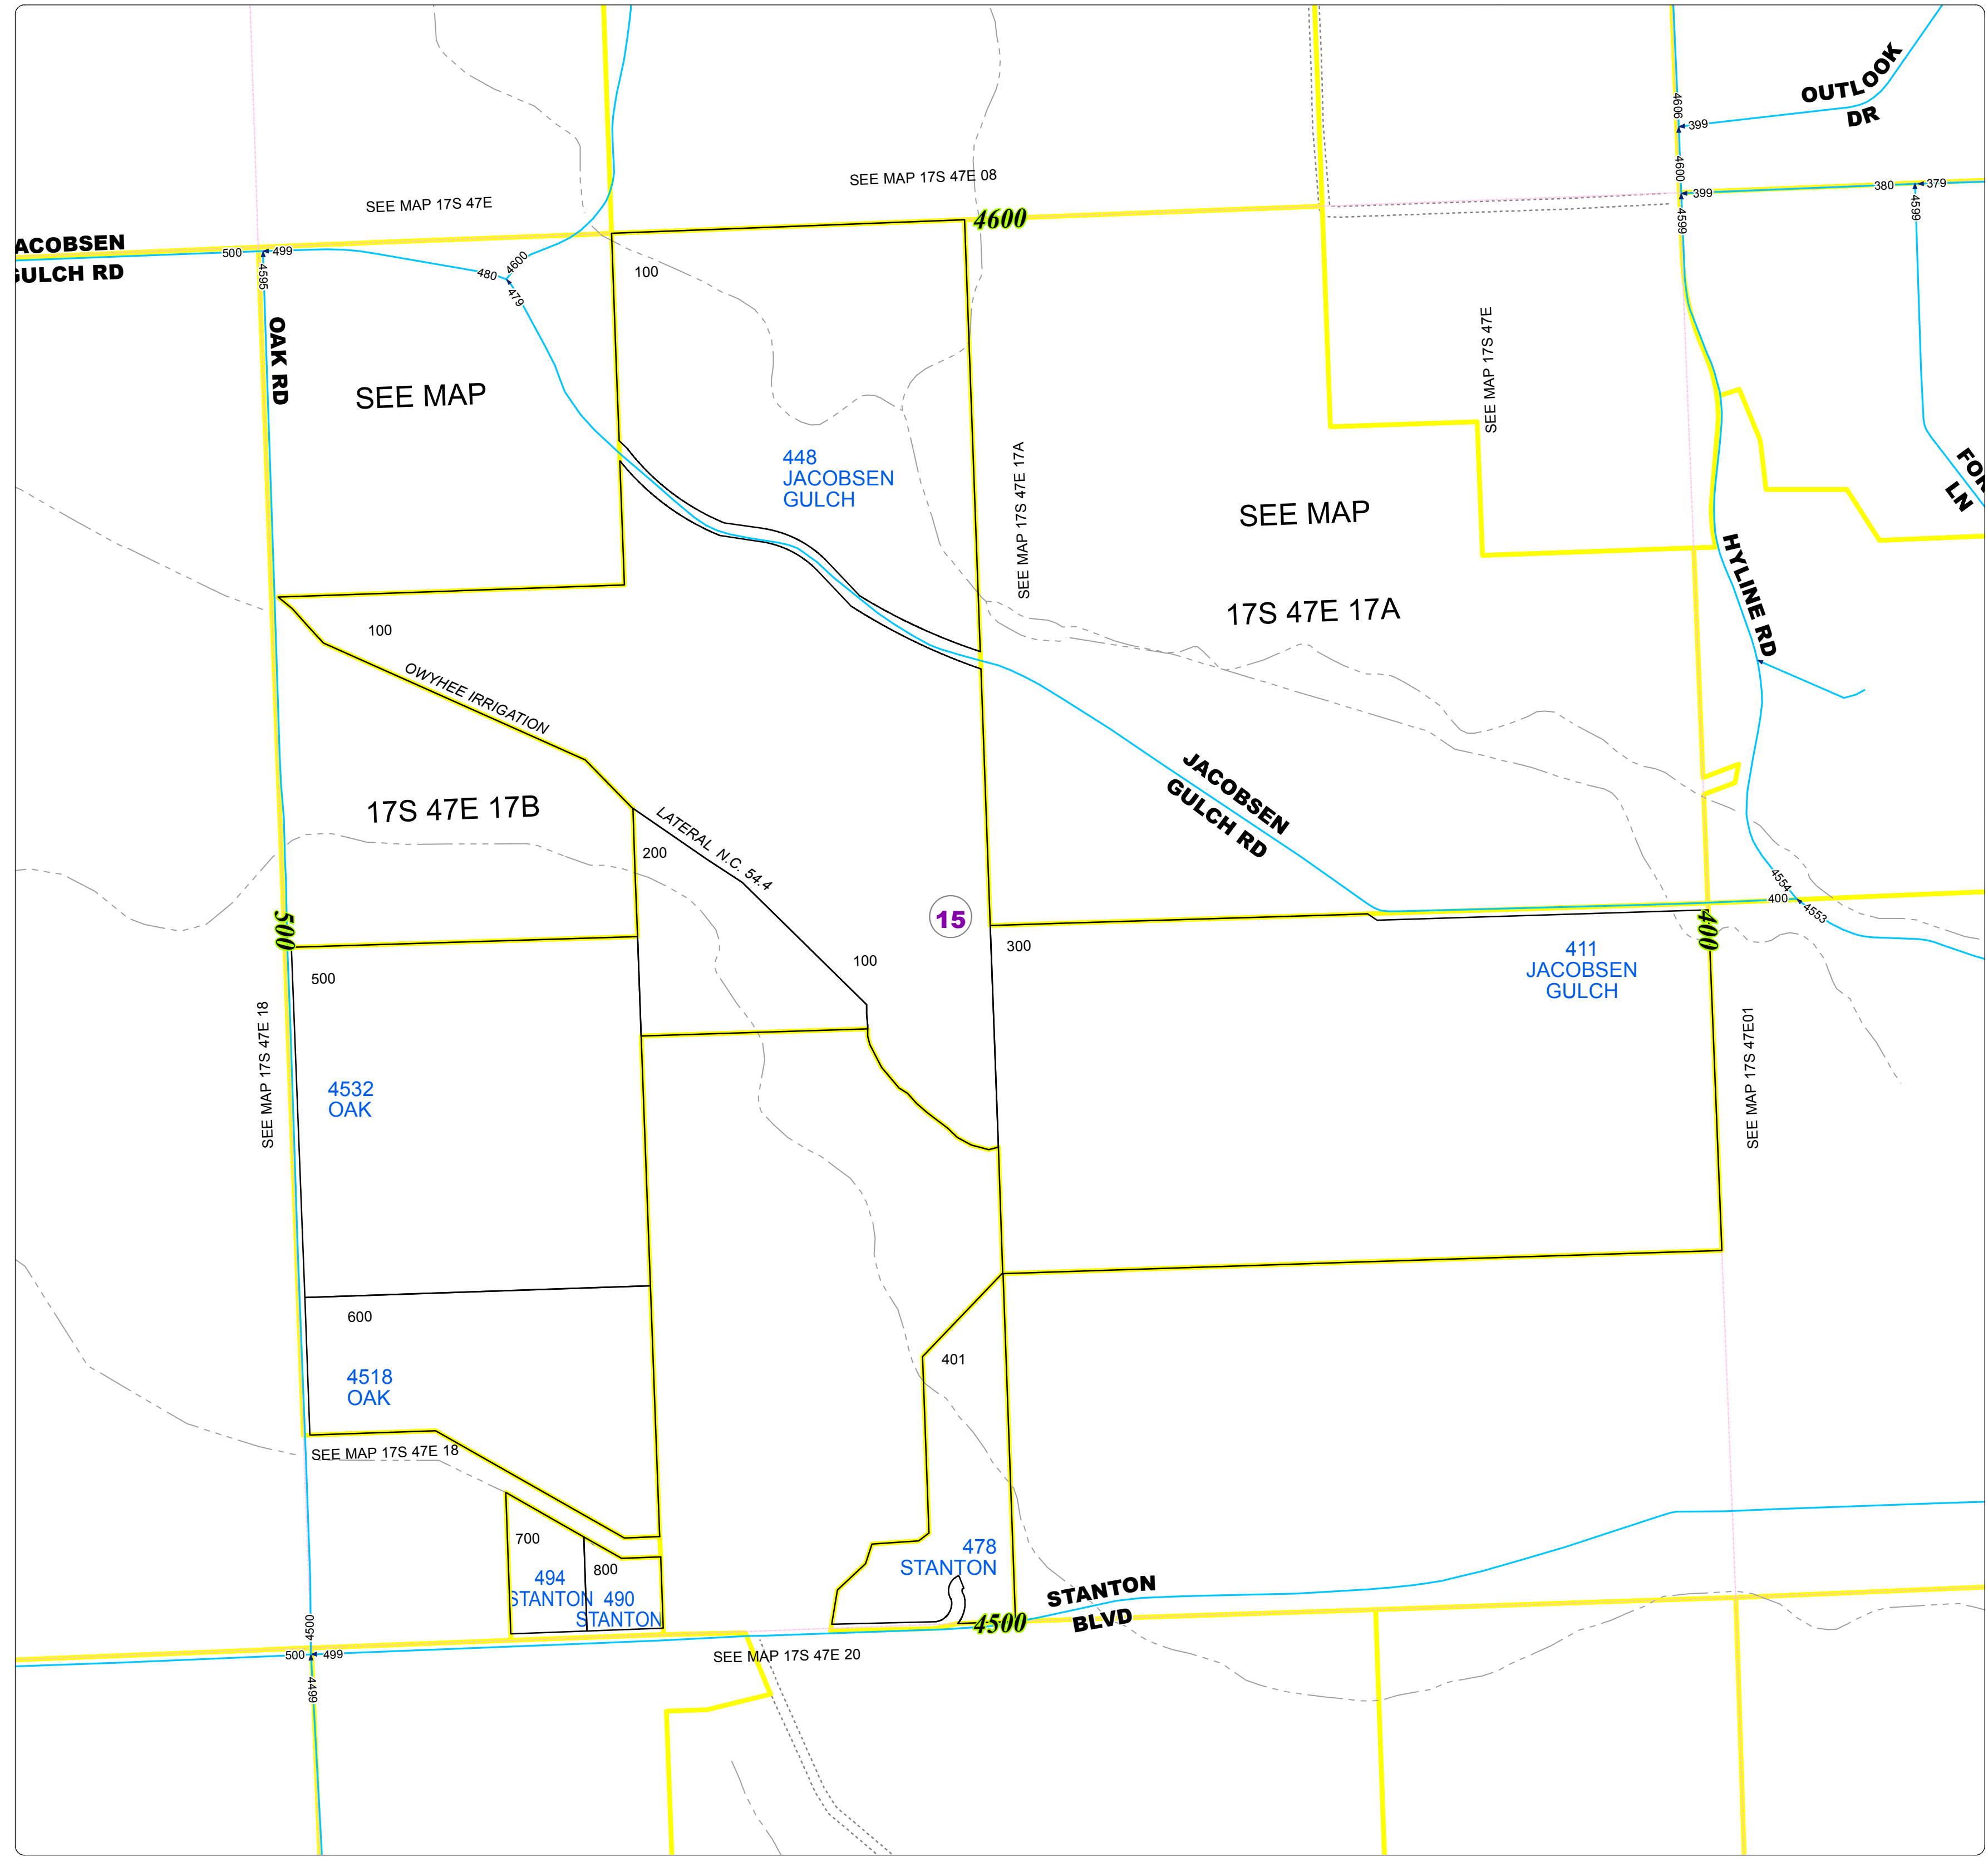 OUTLOOK
DR
4606
399
4600
399
380
379
4599
4599
SEE MAP 17S 47E 08
SEE MAP 17S 47E
4600
ACOBSEN
GULCH RD
500
499
4595
480
4600
479
100
OAK RD
SEE MAP
SEE MAP 17S 47E
448
JACOBSEN
GULCH
SEE MAP 17S 47E 17A
SEE MAP
17S 47E 17A
LN
HYLINE RD
100
OWYHEE IRRIGATION
17S 47E 17B
LATERAL N.C. 54.4
200
JACOBSEN
GULCH RD
4554
400
4553
500
15
400
300
100
500
411
JACOBSEN
GULCH
SEE MAP 17S 47E 18
SEE MAP 17S 47E01
4532
OAK
600
4518
OAK
401
SEE MAP 17S 47E 18
700
800
494
STANTON
490
STANTON
478
STANTON
STANTON
BLVD
4500
4500
500
499
4499
SEE MAP 17S 47E 20